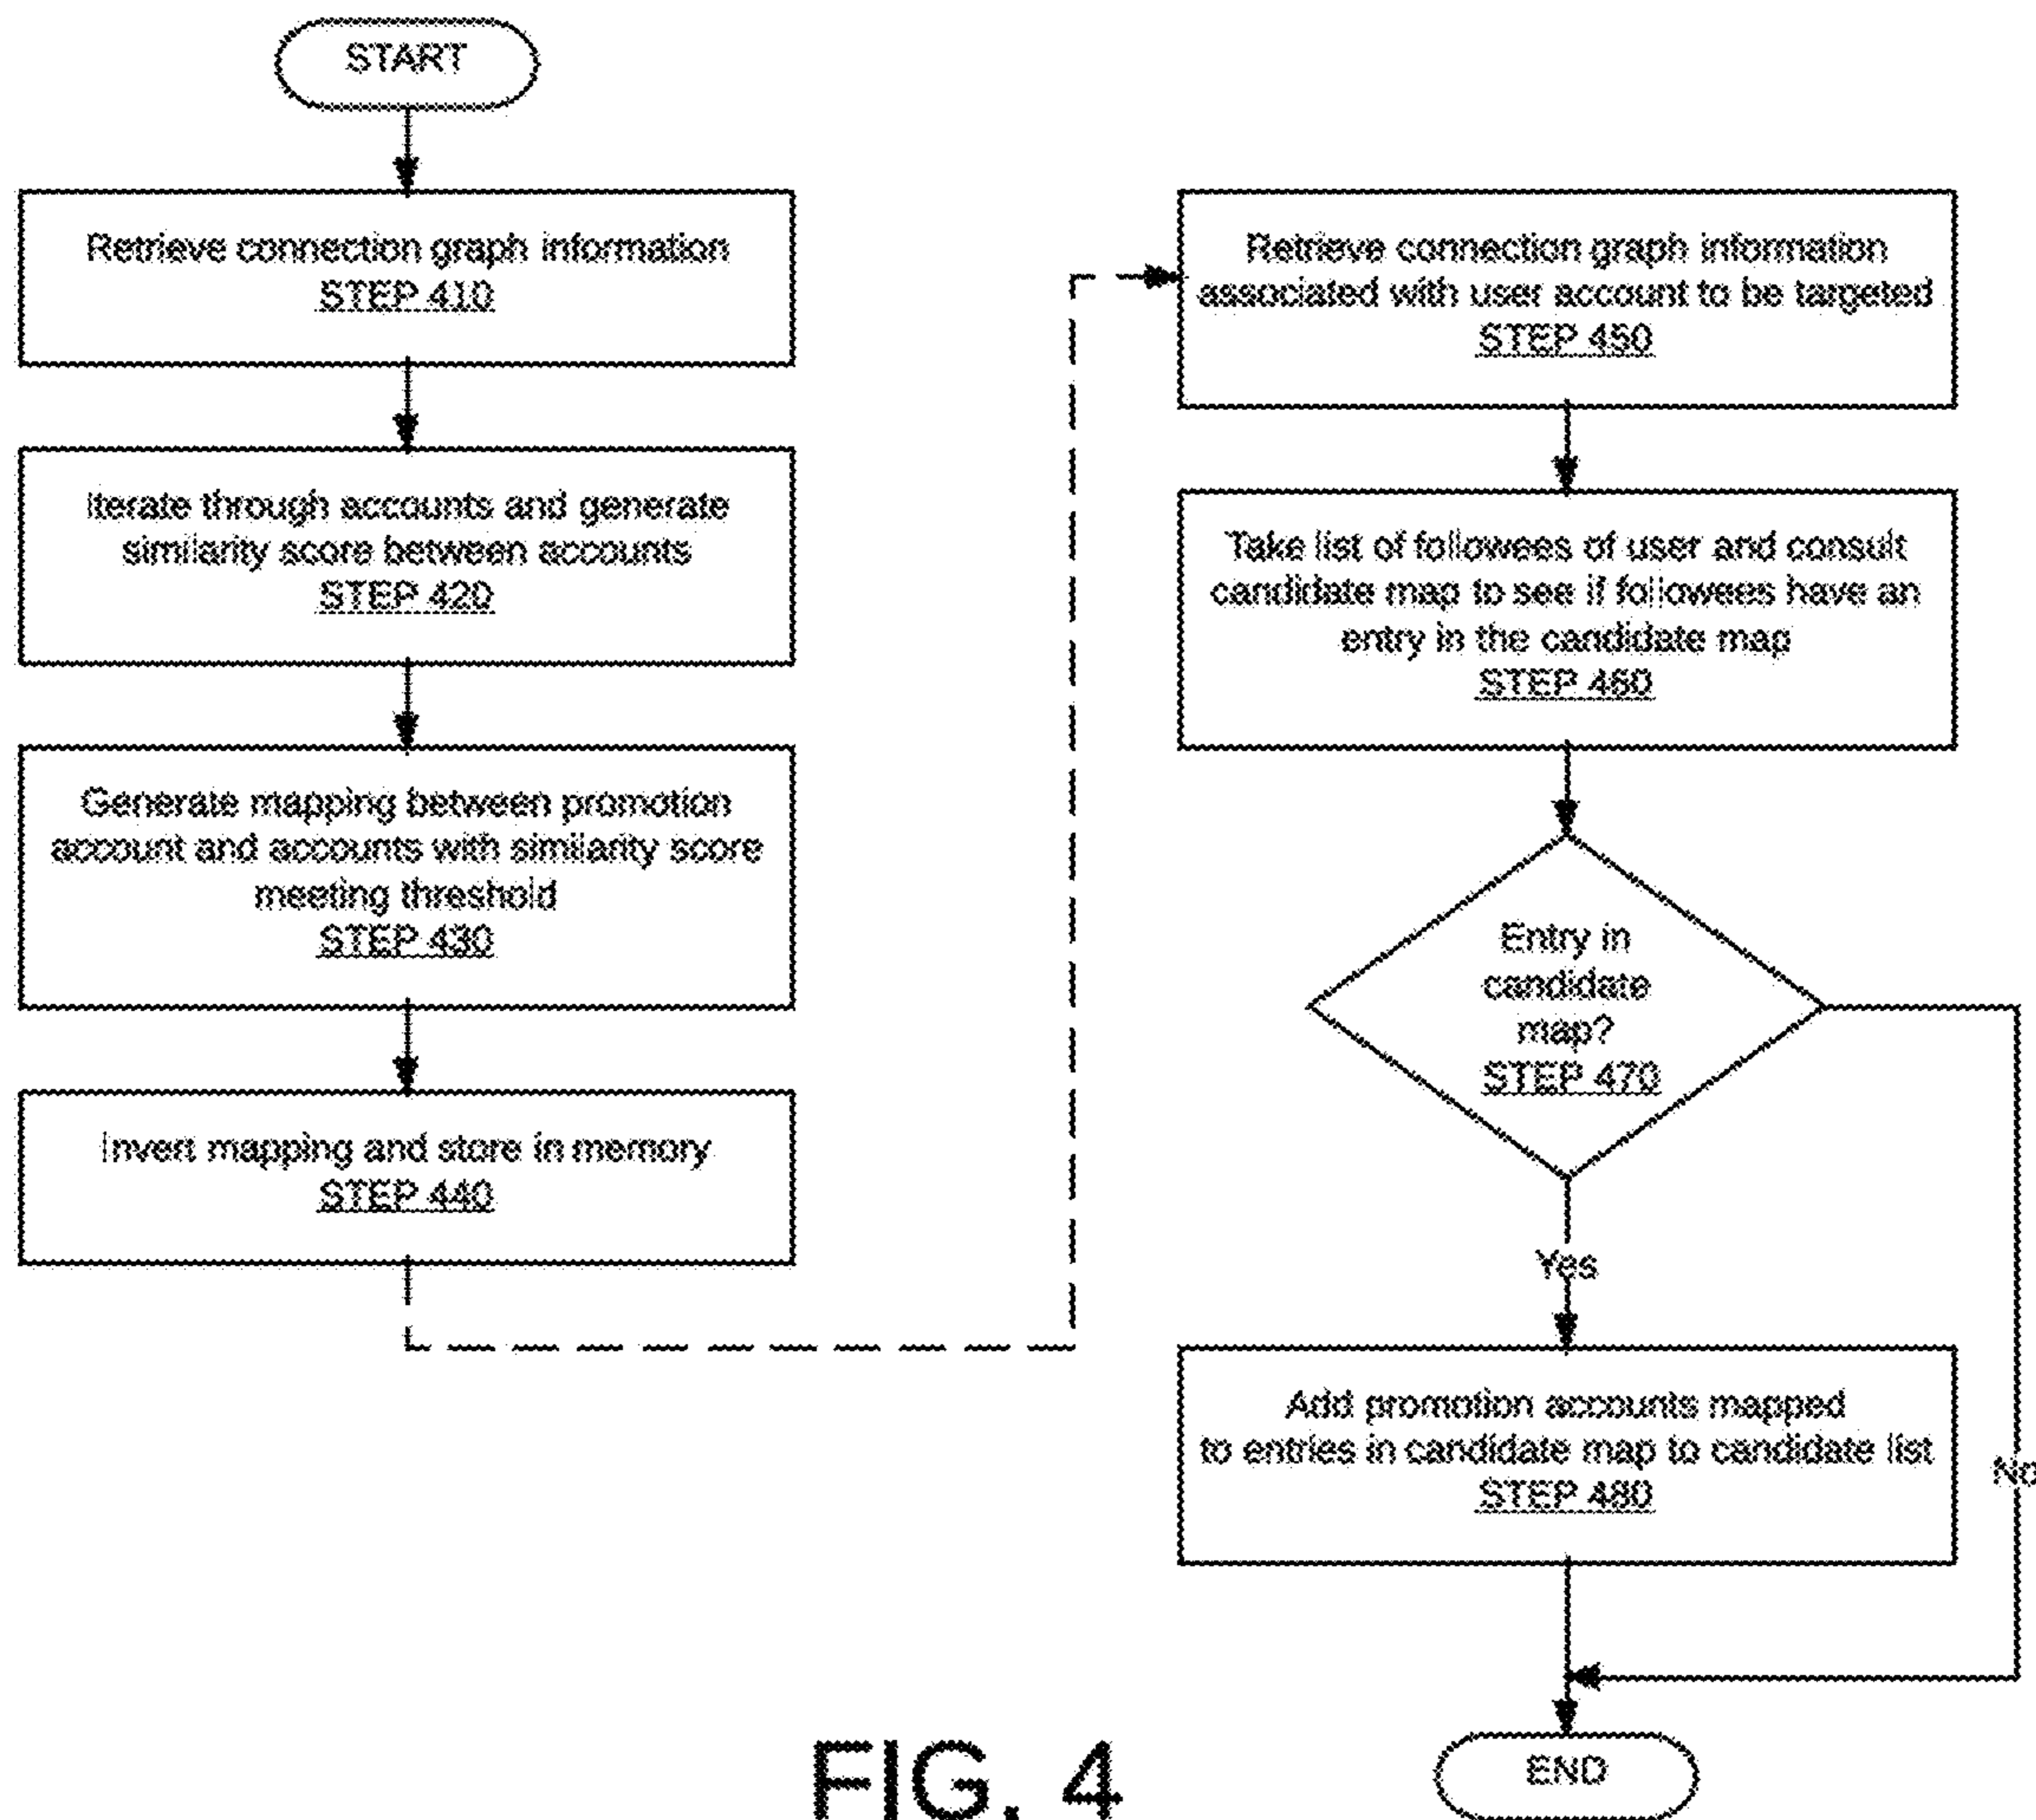 START
Retrieve connection graph information
STEP 410
Iterate through accounts and generate
similarity score between accounts
STEP 420
Generate mapping between promotion
account and accounts with similarity score
meeting threshold
STEP 430
Invert mapping and store in memory
STEP 440
Retrieve connection graph information
associated with user account to be targeted
STEP 450
Take list of followees of user and consult
candidate map to see if followees have an
entry in the candidate map
STEP 460
Entry in
candidate
map?
STEP 470
Yes
Add promotion accounts mapped
to entries in candidate map to candidate list
STEP 480
No
END
FIG. 4